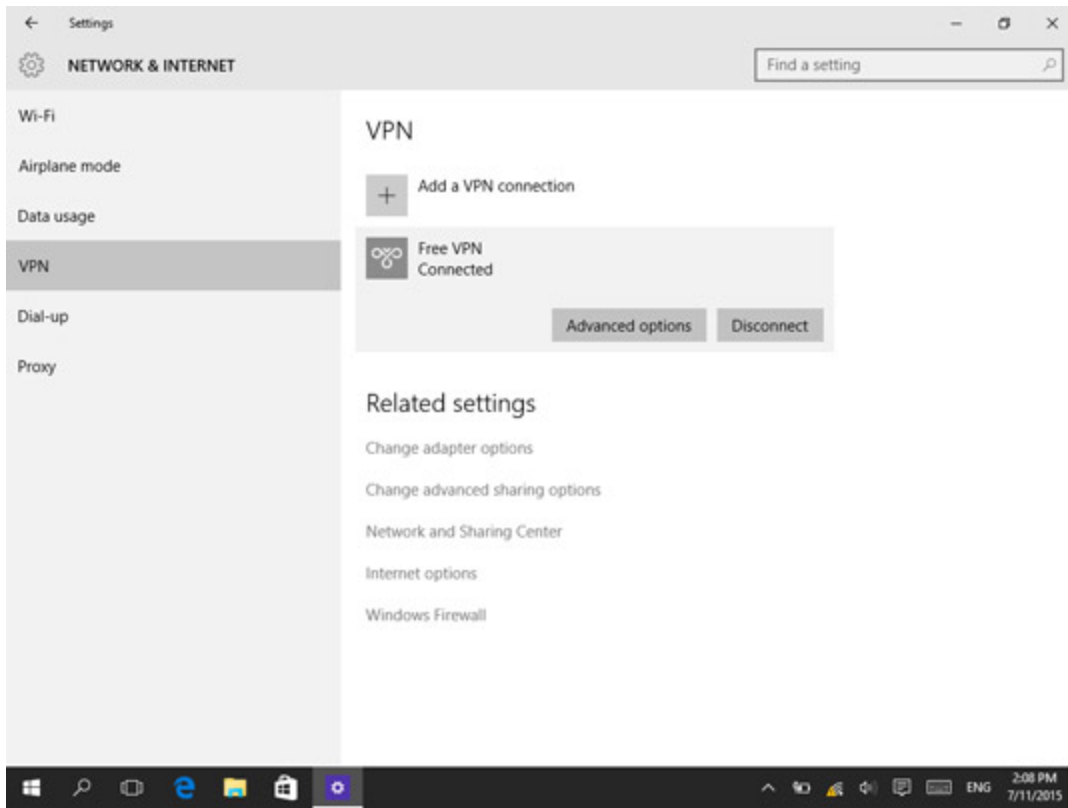 Settings
NETWORK & INTERNET
Find a setting
Wi-Fi
Airplane mode
Data usage
VPN
Dial-up
Proxy
VPN
Add a VPN connection
Free VPN
Connected
Advanced options
Disconnect
Related settings
Change adapter options
Change advanced sharing options
Network and Sharing Center
Internet options
Windows Firewall
ENG
2:08 PM
7/11/2015